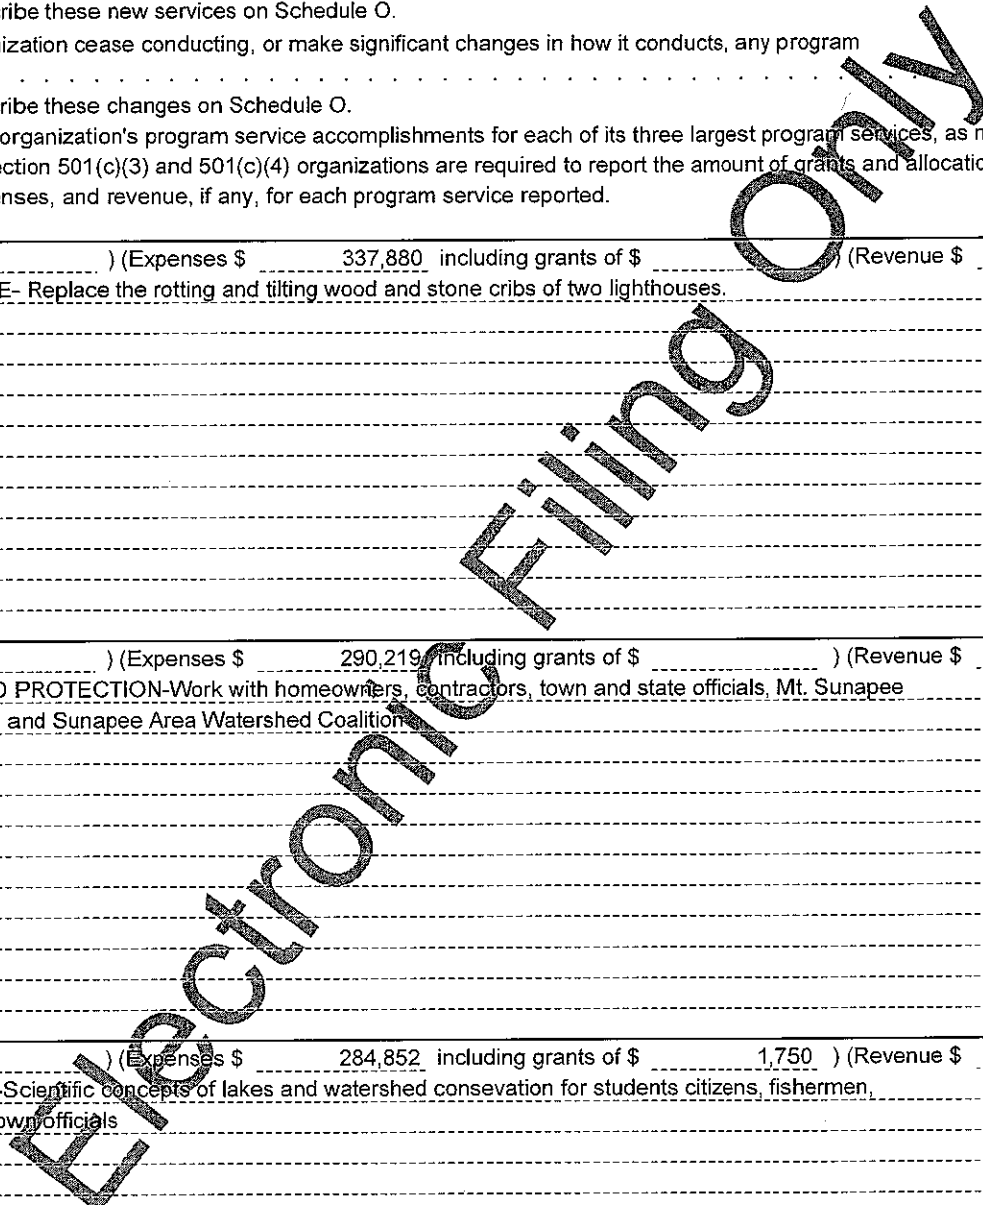 ribe these new services on Schedule O.
ization cease conducting, or make significant changes in how it conducts, any program
ribe these changes on Schedule O.
organization's program service accomplishments for each of its three largest program services, as m
ction 501(c)(3) and 501(c)(4) organizations are required to report the amount of grants and allocatio
nses, and revenue, if any, for each program service reported.
) (Expenses $ 337,880 including grants of $ ) (Revenue $
E- Replace the rotting and tilting wood and stone cribs of two lighthouses.
) (Expenses $ 290,219 including grants of $ ) (Revenue $
D PROTECTION-Work with homeowners, contractors, town and state officials, Mt. Sunapee
and Sunapee Area Watershed Coalition
) (Expenses $ 284,852 including grants of $ 1,750 ) (Revenue $
-Scientific concepts of lakes and watershed consevation for students citizens, fishermen,
own officials
Electronic Filing Only